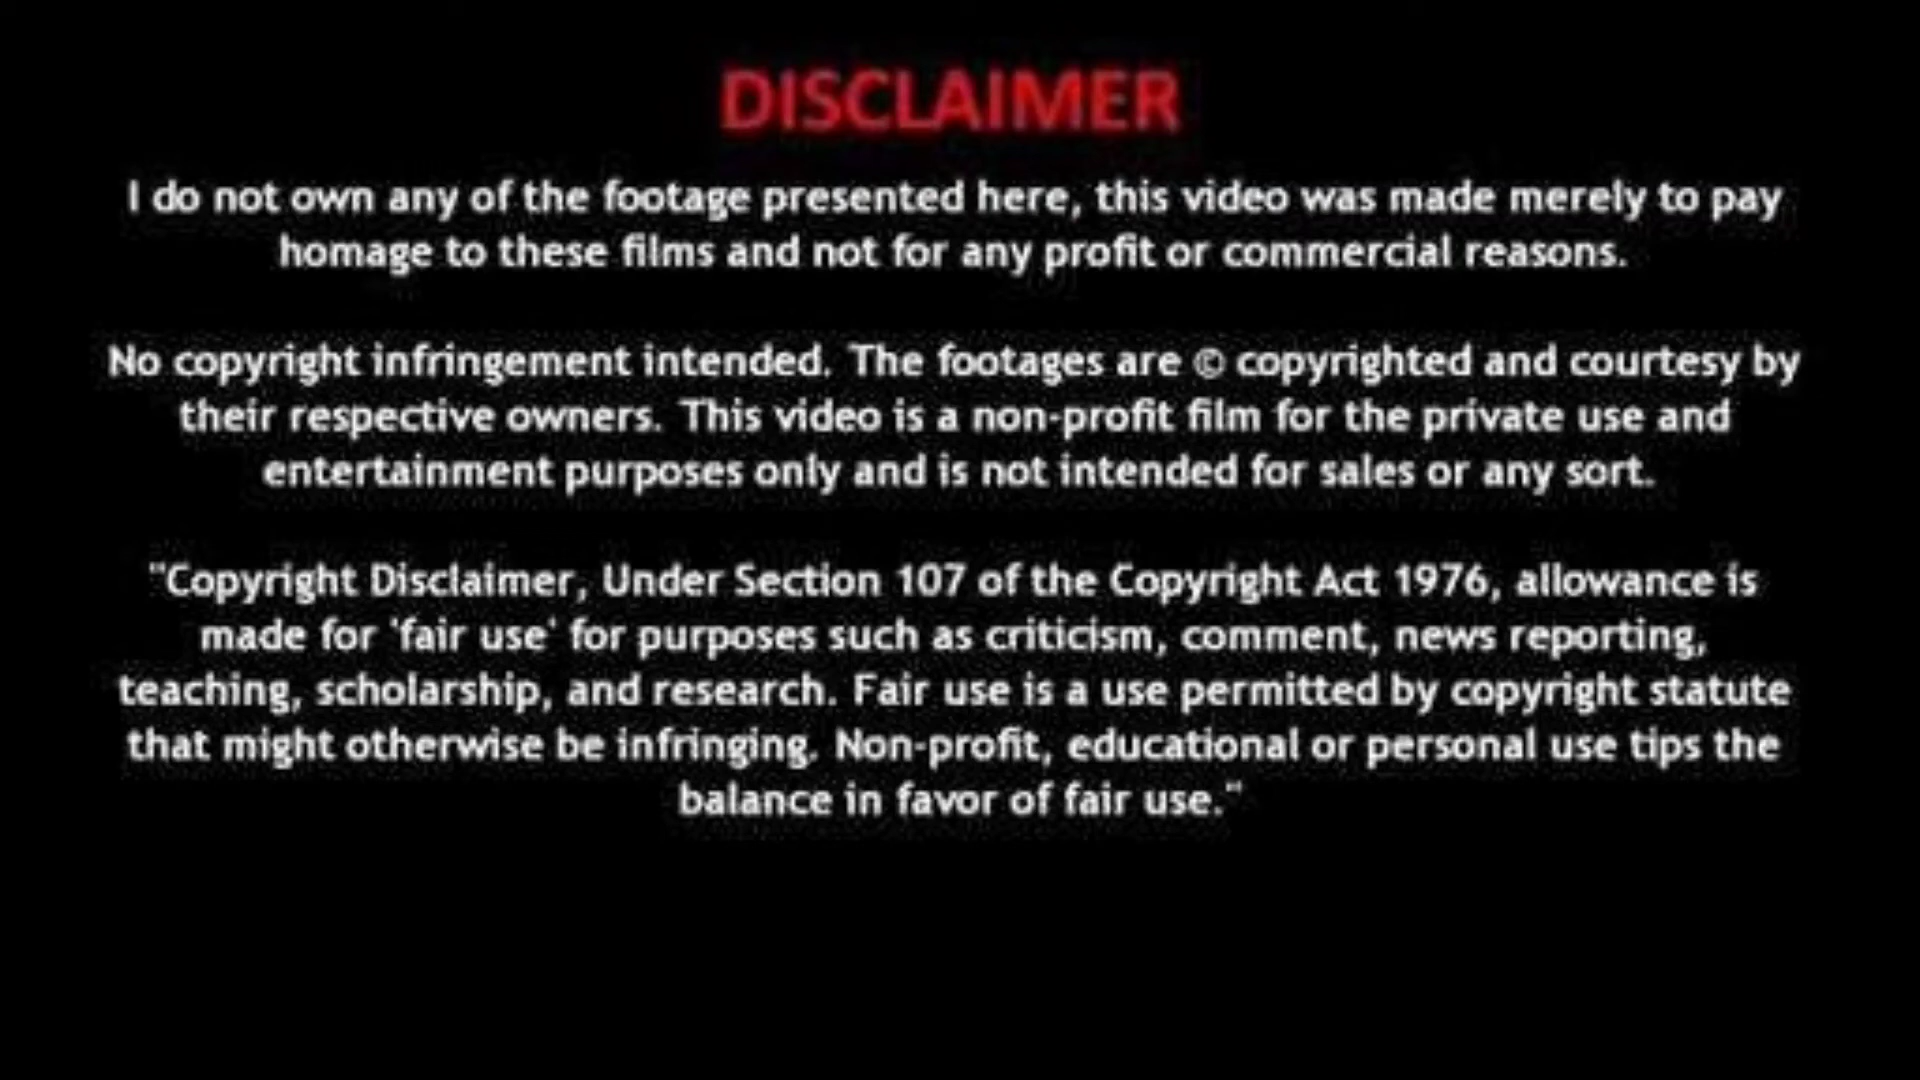 DISCLAIMER
I do not own any of the footage presented here, this video was made merely to pay
homage to these films and not for any profit or commercial reasons.
No copyright infringement intended. The footages are © copyrighted and courtesy by
their respective owners. This video is a non-profit film for the private use and
entertainment purposes only and is not intended for sales or any sort.
"Copyright Disclaimer, Under Section 107 of the Copyright Act 1976, allowance is
made for 'fair use' for purposes such as criticism, comment, news reporting,
teaching, scholarship, and research. Fair use is a use permitted by copyright statute
that might otherwise be infringing. Non-profit, educational or personal use tips the
balance in favor of fair use."